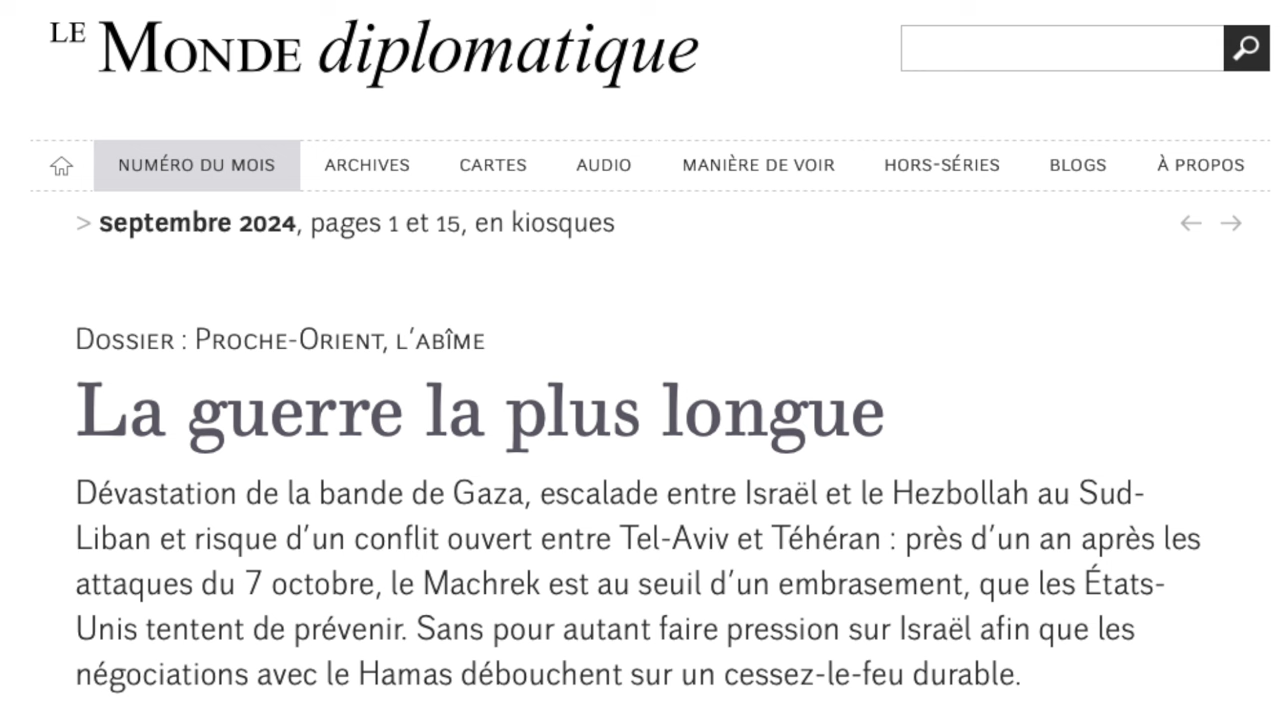 LE MONDE diplomatique
NUMÉRO DU MOIS ARCHIVES CARTES AUDIO MANIÈRE DE VOIR HORS-SÉRIES BLOGS À PROPOS
> septembre 2024, pages 1 et 15, en kiosques ← →
DOSSIER : PROCHE-ORIENT, L’ABÎME
La guerre la plus longue
Dévastation de la bande de Gaza, escalade entre Israël et le Hezbollah au Sud-
Liban et risque d’un conflit ouvert entre Tel-Aviv et Téhéran : près d’un an après les
attaques du 7 octobre, le Machrek est au seuil d’un embrasement, que les États-
Unis tentent de prévenir. Sans pour autant faire pression sur Israël afin que les
négociations avec le Hamas débouchent sur un cessez-le-feu durable.